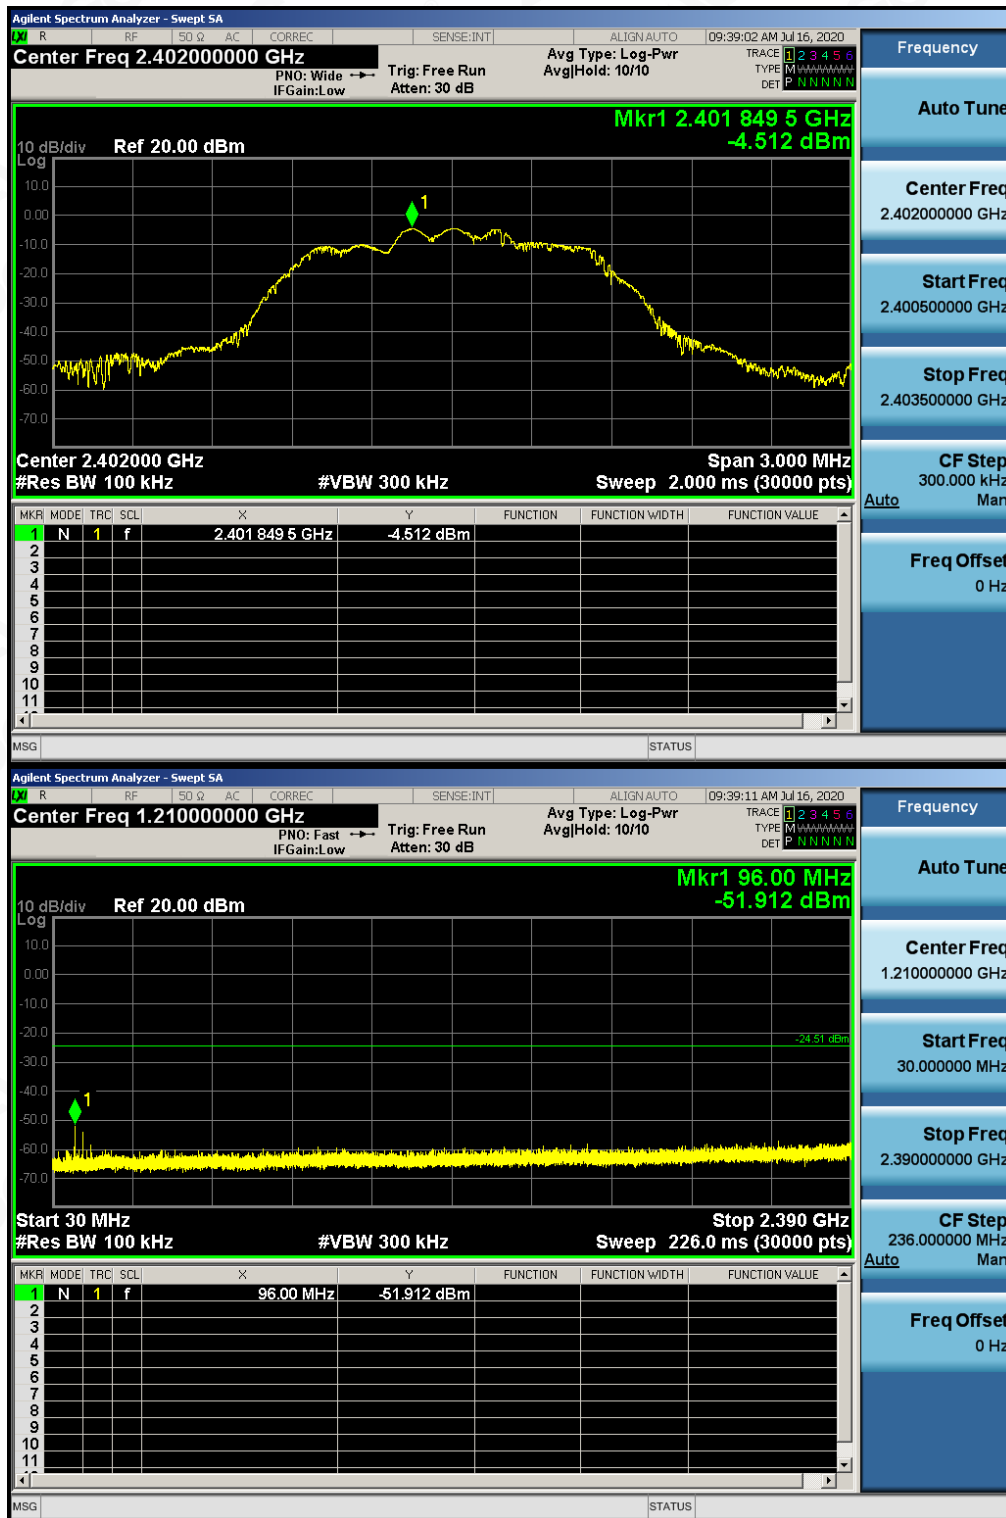 Agilent Spectrum Analyzer - Swept SA
LXI R RF 50 Ω AC CORREC SENSE:INT ALIGN AUTO 09:39:02 AM Jul 16, 2020
Center Freq 2.402000000 GHz
PNO: Wide
IFGain:Low
Trig: Free Run
Atten: 30 dB
Avg Type: Log-Pwr
Avg|Hold: 10/10
TRACE 1 2 3 4 5 6
TYPE M
DET P N N N N N
Mkr1 2.401 849 5 GHz
-4.512 dBm
10 dB/div Ref 20.00 dBm
Log
10.0
0.00
-10.0
-20.0
-30.0
-40.0
-50.0
-60.0
-70.0
1
Center 2.402000 GHz Span 3.000 MHz
#Res BW 100 kHz #VBW 300 kHz Sweep 2.000 ms (30000 pts)
MKR MODE TRC SCL X Y FUNCTION FUNCTION WIDTH FUNCTION VALUE
1 N 1 f 2.401 849 5 GHz -4.512 dBm
2
3
4
5
6
7
8
9
10
11
MSG STATUS
Frequency
Auto Tune
Center Freq
2.402000000 GHz
Start Freq
2.400500000 GHz
Stop Freq
2.403500000 GHz
CF Step
300.000 kHz
Auto Man
Freq Offset
0 Hz
Agilent Spectrum Analyzer - Swept SA
LXI R RF 50 Ω AC CORREC SENSE:INT ALIGN AUTO 09:39:11 AM Jul 16, 2020
Center Freq 1.210000000 GHz
PNO: Fast
IFGain:Low
Trig: Free Run
Atten: 30 dB
Avg Type: Log-Pwr
Avg|Hold: 10/10
TRACE 1 2 3 4 5 6
TYPE M
DET P N N N N N
Mkr1 96.00 MHz
-51.912 dBm
10 dB/div Ref 20.00 dBm
Log
10.0
0.00
-10.0
-20.0
-30.0
-40.0
-50.0
-60.0
-70.0
-24.51 dBm
1
Start 30 MHz Stop 2.390 GHz
#Res BW 100 kHz #VBW 300 kHz Sweep 226.0 ms (30000 pts)
MKR MODE TRC SCL X Y FUNCTION FUNCTION WIDTH FUNCTION VALUE
1 N 1 f 96.00 MHz -51.912 dBm
2
3
4
5
6
7
8
9
10
11
MSG STATUS
Frequency
Auto Tune
Center Freq
1.210000000 GHz
Start Freq
30.000000 MHz
Stop Freq
2.390000000 GHz
CF Step
236.000000 MHz
Auto Man
Freq Offset
0 Hz